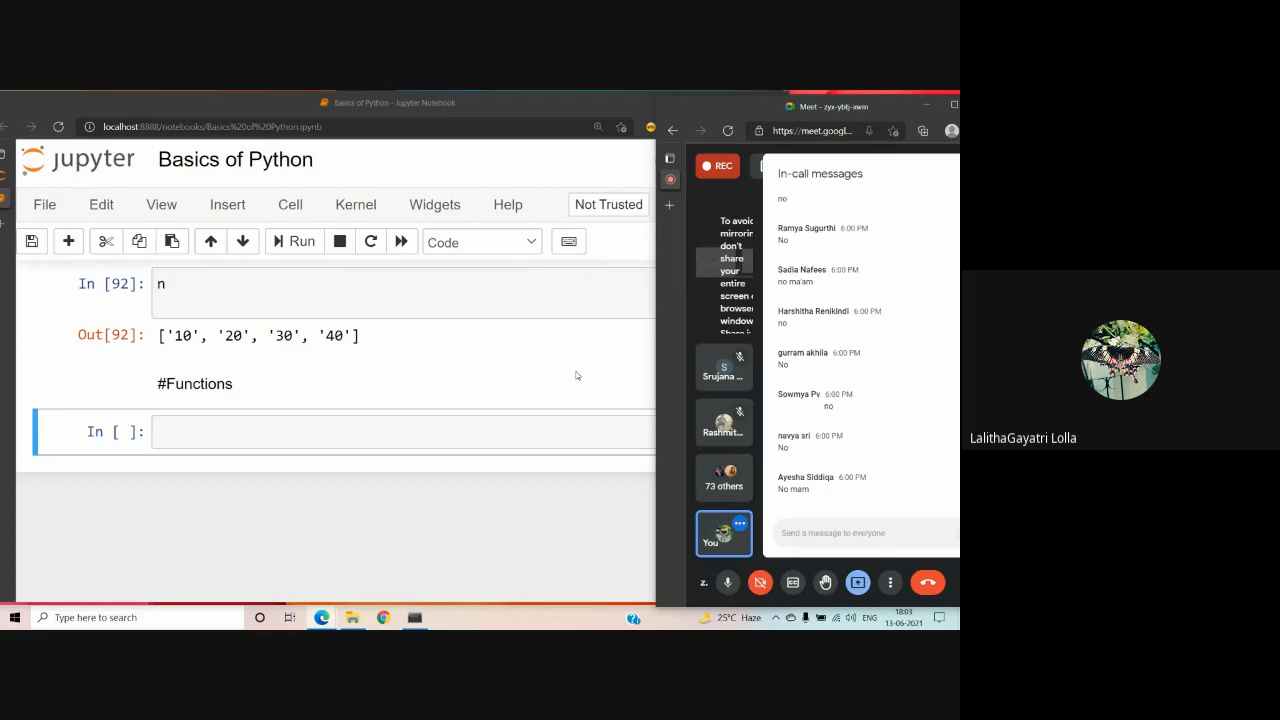 Basics of Python - Jupyter Notebook
localhost:8888/notebooks/Basics%20of%20Python.ipynb
jupyter Basics of Python
File Edit View Insert Cell Kernel Widgets Help Not Trusted
Run Code
In [92]: n
Out[92]: ['10', '20', '30', '40']
#Functions
In [ ]:
Meet - zyx-ybtj-xwm
https://meet.googl...
REC
To avoid
mirrorin
don't
share
your
entire
screen
browser
window
In-call messages
no
Ramya Sugurthi 6:00 PM
No
Sadia Nafees 6:00 PM
no ma'am
Harshitha Renikindi 6:00 PM
no
gurram akhila 6:00 PM
No
Sowmya Pv 6:00 PM
no
navya sri 6:00 PM
No
Ayesha Siddiqa 6:00 PM
No mam
Send a message to everyone
S
Srujana ...
Rashmit...
73 others
You
z.
LalithaGayatri Lolla
Type here to search
25°C Haze
ENG
18:03
13-06-2021